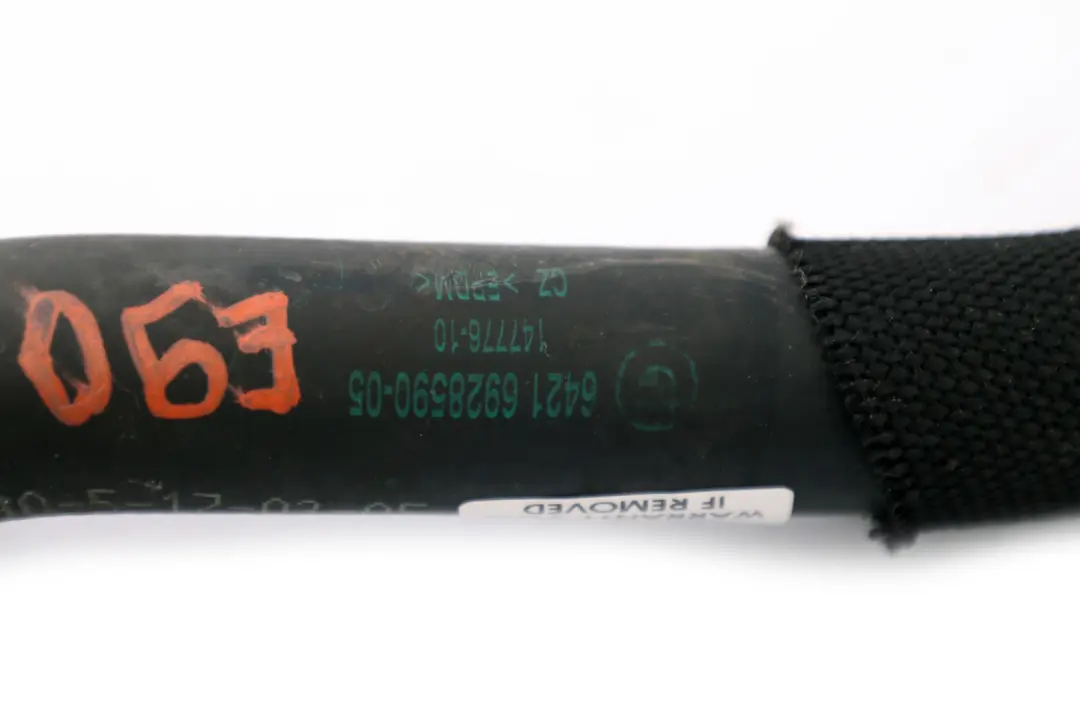 IF REMOVED
6421 6928590-05
147776-10
CZ >EPDM<
E90